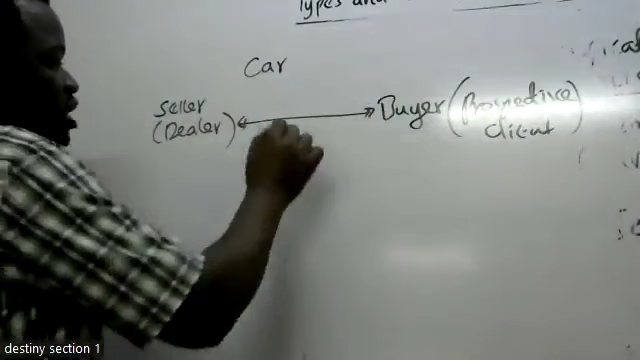 Types and
Car
Seller
(Dealer)
Buyer (Prospective
Client)
destiny section 1